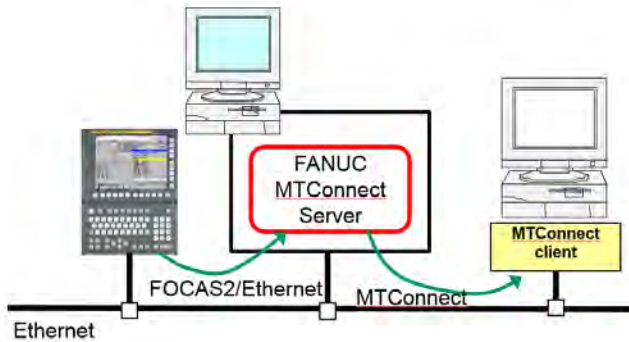 FANUC
MTConnect
Server
MTConnect
client
FOCAS2/Ethernet
MTConnect
Ethernet